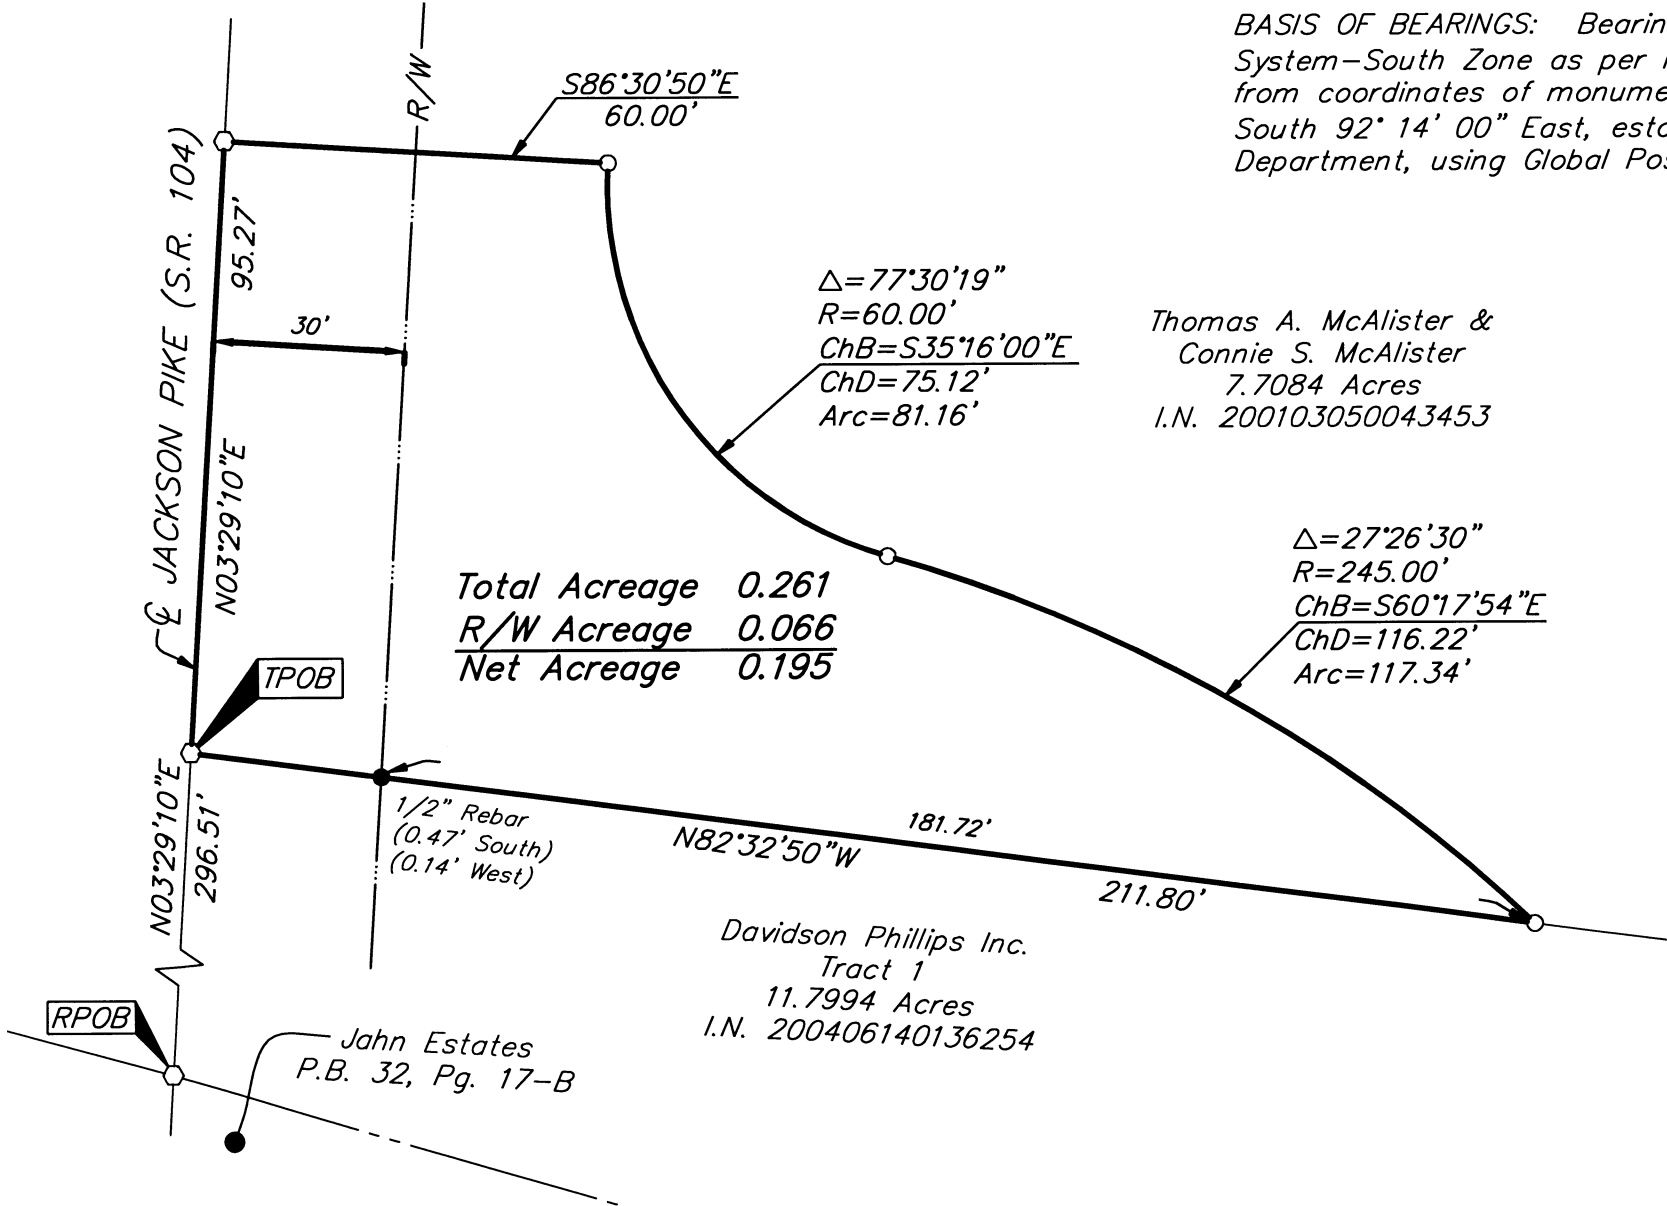 BASIS OF BEARINGS: Bearin
System-South Zone as per
from coordinates of monume
South 92° 14' 00" East, esta
Department, using Global Pos
R/W
S86°30'50"E
60.00'
℄ JACKSON PIKE (S.R. 104)
95.27'
30'
N03°29'10"E
Δ=77°30'19"
R=60.00'
ChB=S35°16'00"E
ChD=75.12'
Arc=81.16'
Thomas A. McAlister &
Connie S. McAlister
7.7084 Acres
I.N. 200103050043453
Δ=27°26'30"
R=245.00'
ChB=S60°17'54"E
ChD=116.22'
Arc=117.34'
Total Acreage 0.261
R/W Acreage 0.066
Net Acreage 0.195
TPOB
N03°29'10"E
296.51'
1/2" Rebar
(0.47' South)
(0.14' West)
181.72'
N82°32'50"W
211.80'
Davidson Phillips Inc.
Tract 1
11.7994 Acres
I.N. 200406140136254
RPOB
Jahn Estates
P.B. 32, Pg. 17-B